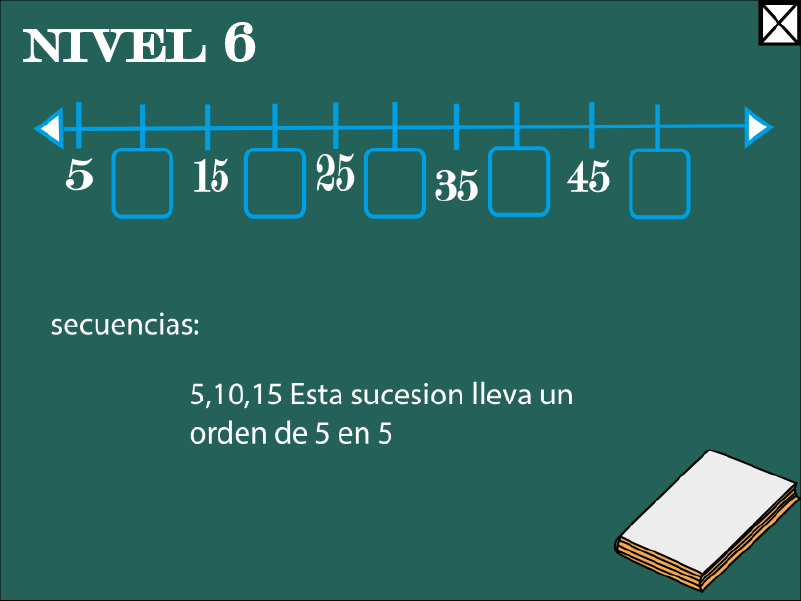 NIVEL 6
5 15 25 35 45
secuencias:
5,10,15 Esta sucesion lleva un
orden de 5 en 5